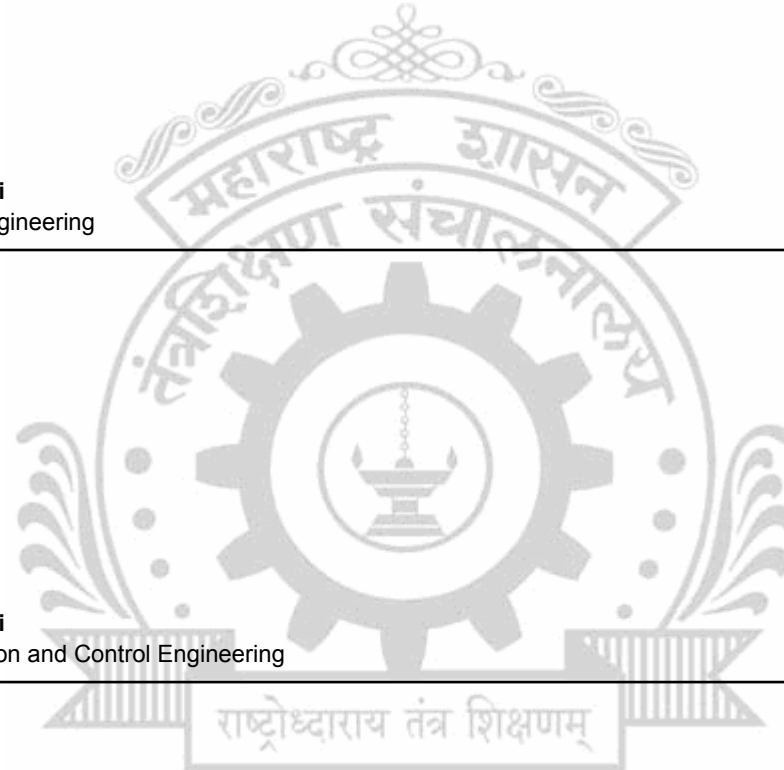 महाराष्ट्र शासन
i
gineering
तंत्रशिक्षण संचालनालय
i
on and Control Engineering
राष्ट्रोध्दाराय तंत्र शिक्षणम्